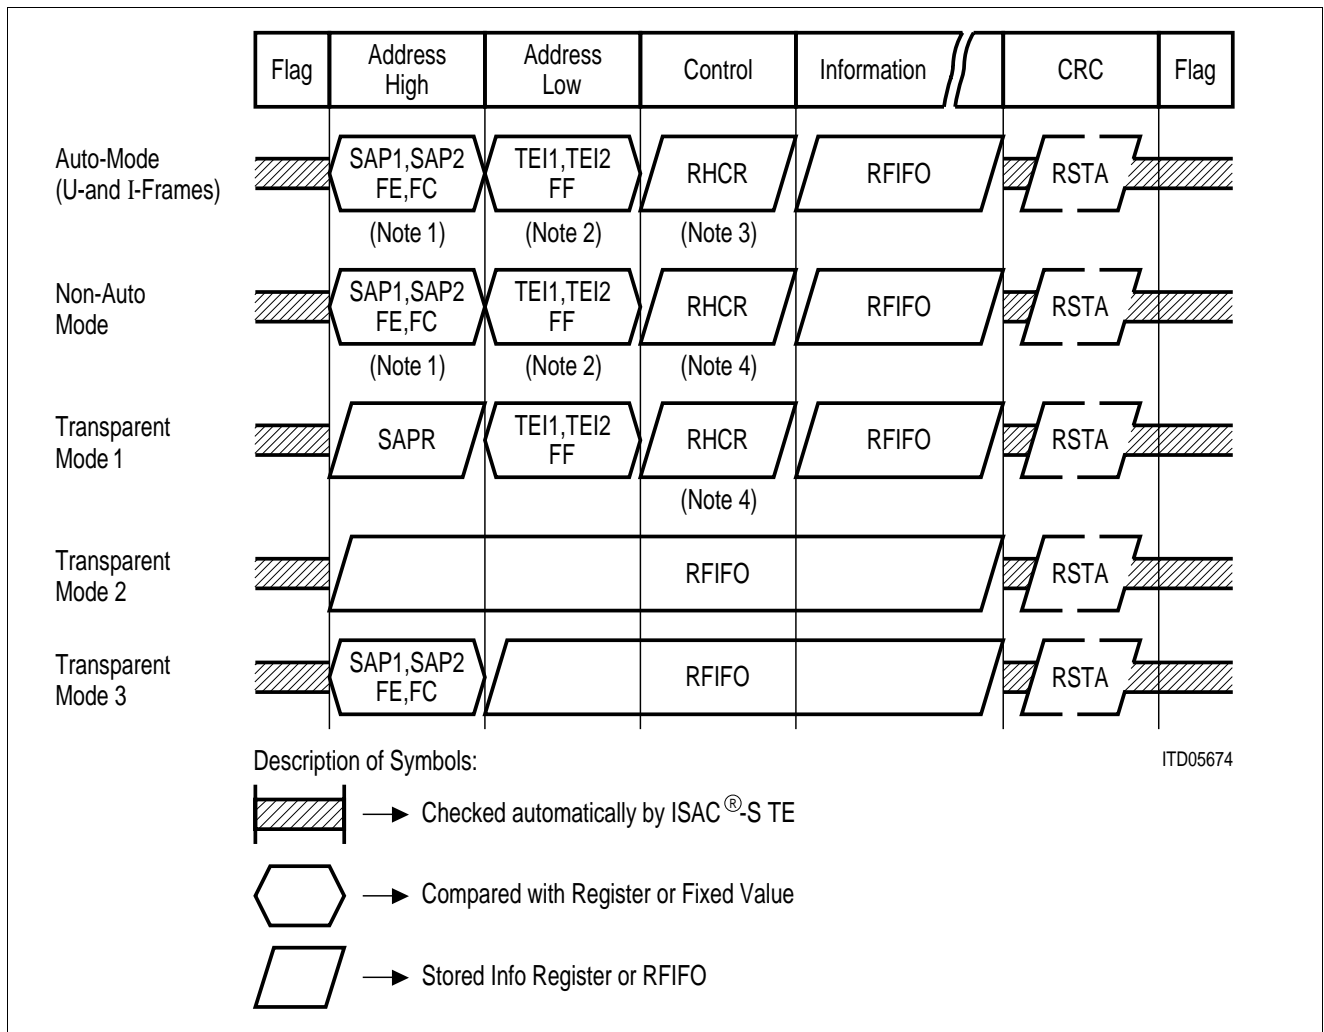 Flag
Address
High
Address
Low
Control
Information
CRC
Flag
Auto-Mode
(U-and I-Frames)
SAP1,SAP2
FE,FC
TEI1,TEI2
FF
RHCR
RFIFO
RSTA
(Note 1)
(Note 2)
(Note 3)
Non-Auto
Mode
SAP1,SAP2
FE,FC
TEI1,TEI2
FF
RHCR
RFIFO
RSTA
(Note 1)
(Note 2)
(Note 4)
Transparent
Mode 1
SAPR
TEI1,TEI2
FF
RHCR
RFIFO
RSTA
(Note 4)
Transparent
Mode 2
RFIFO
RSTA
Transparent
Mode 3
SAP1,SAP2
FE,FC
RFIFO
RSTA
Description of Symbols:
ITD05674
Checked automatically by ISAC®-S TE
Compared with Register or Fixed Value
Stored Info Register or RFIFO